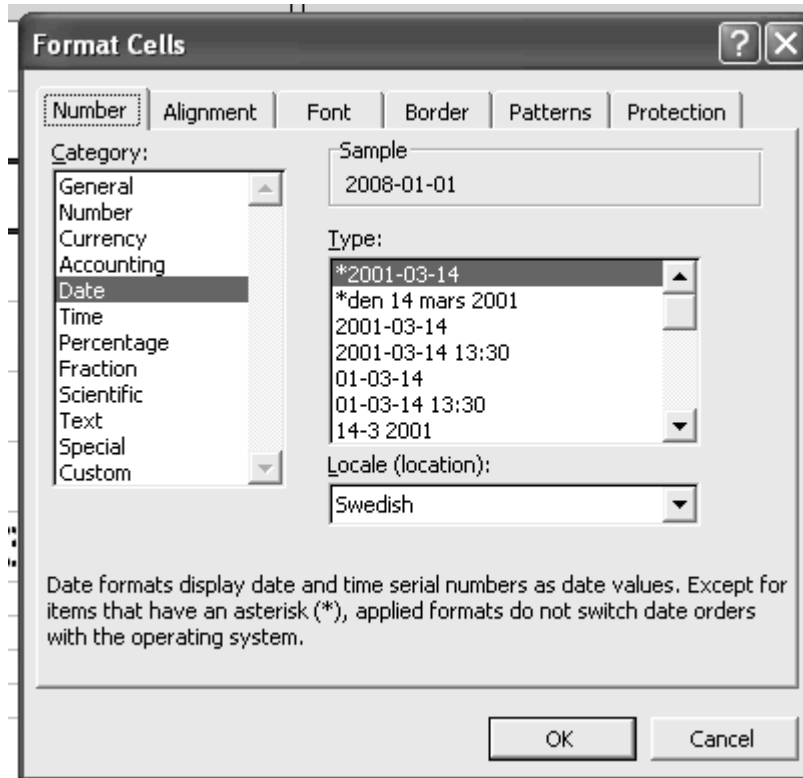 Format Cells
Number Alignment Font Border Patterns Protection
Category:
General
Number
Currency
Accounting
Date
Time
Percentage
Fraction
Scientific
Text
Special
Custom
Sample
2008-01-01
Type:
*2001-03-14
*den 14 mars 2001
2001-03-14
2001-03-14 13:30
01-03-14
01-03-14 13:30
14-3 2001
Locale (location):
Swedish
Date formats display date and time serial numbers as date values. Except for
items that have an asterisk (*), applied formats do not switch date orders
with the operating system.
OK Cancel